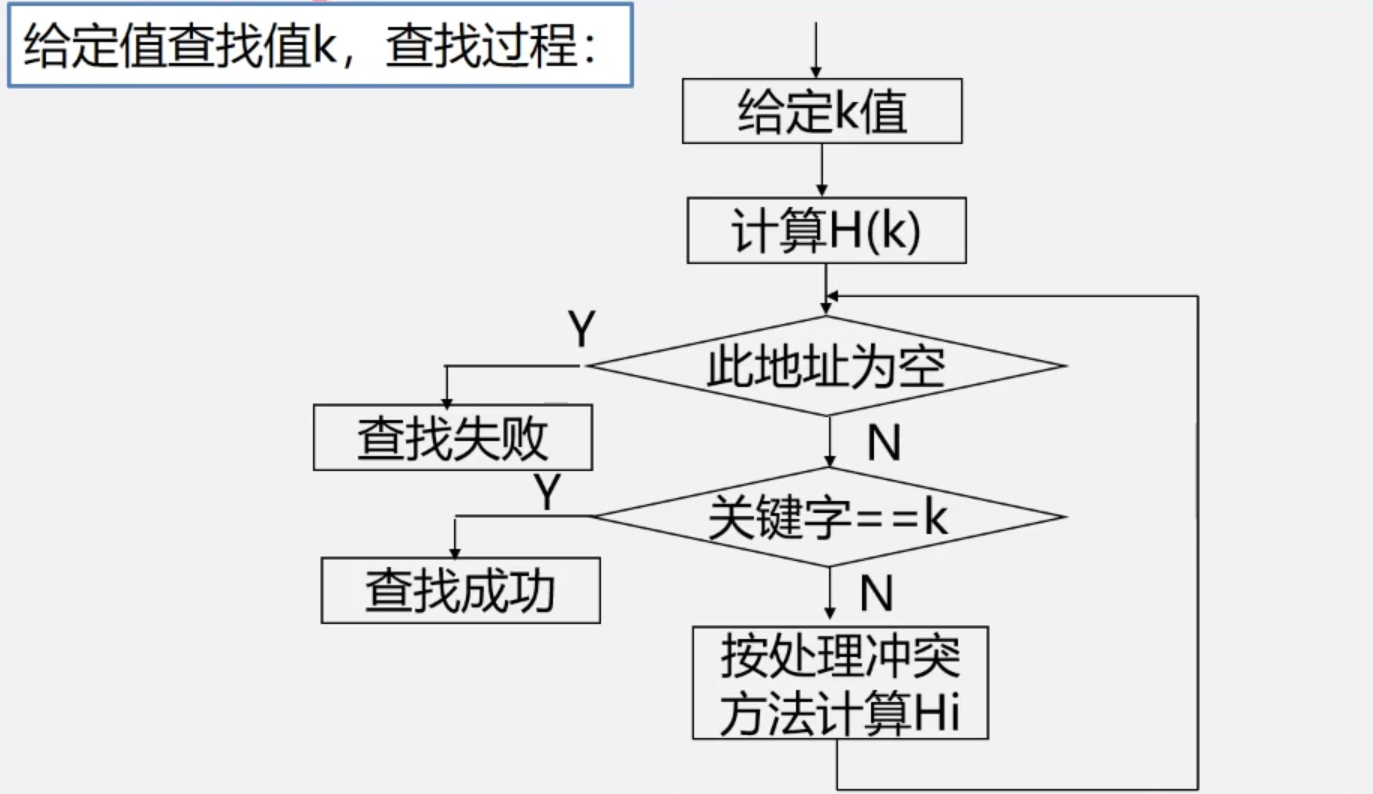 给定值查找值k，查找过程：
给定k值
计算H(k)
Y
此地址为空
查找失败
N
Y
关键字==k
查找成功
N
按处理冲突
方法计算Hi